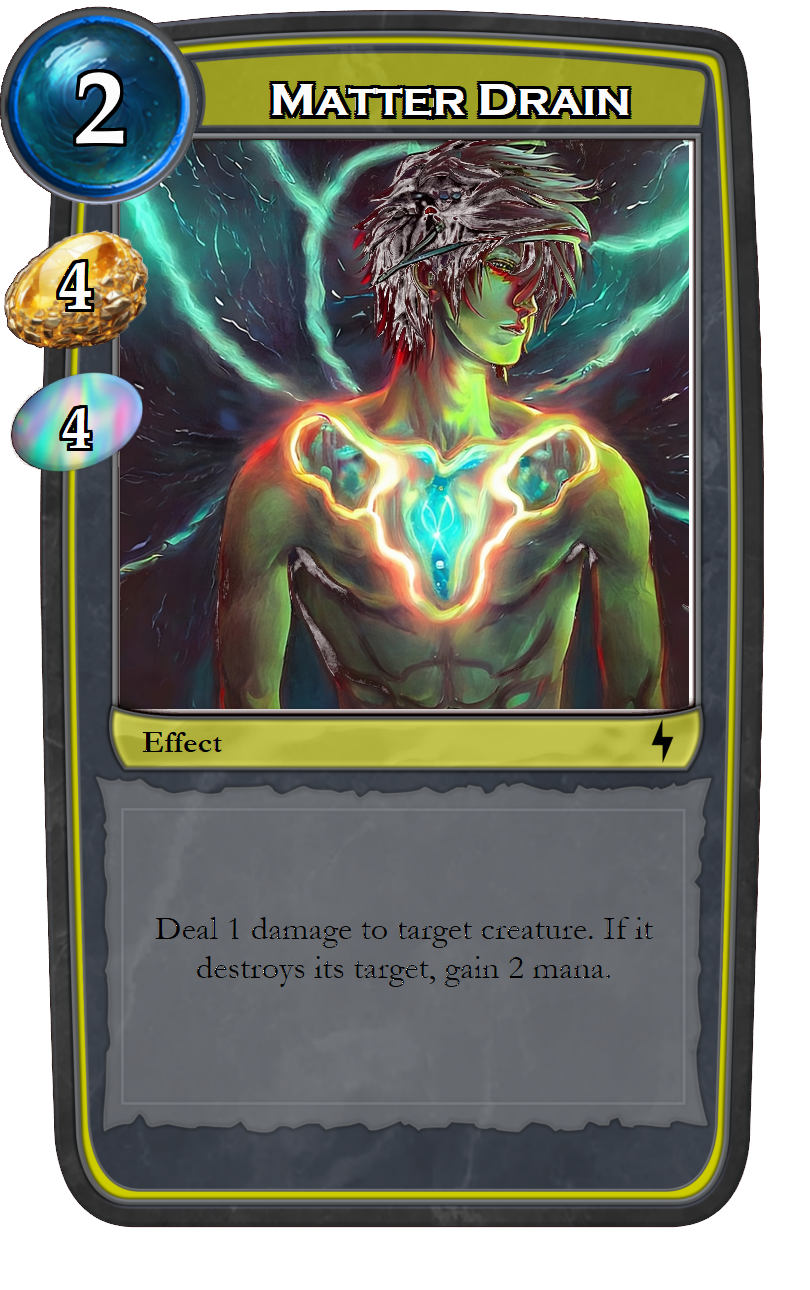 2
Matter Drain
4
4
Effect
Deal 1 damage to target creature. If it
destroys its target, gain 2 mana.